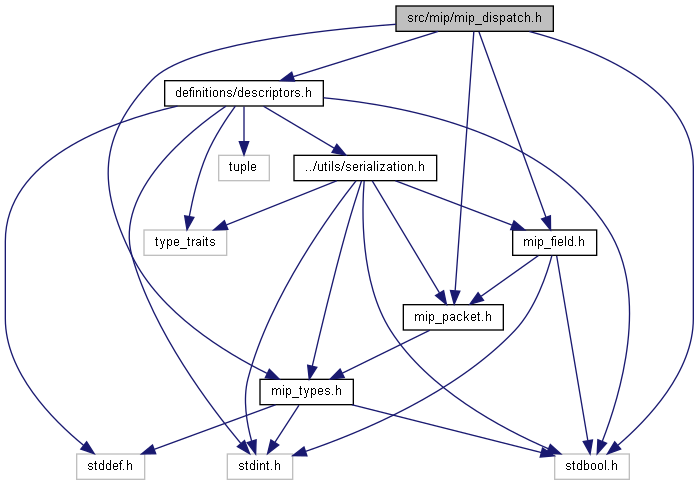 src/mip/mip_dispatch.h
definitions/descriptors.h
tuple
../utils/serialization.h
type_traits
mip_field.h
mip_packet.h
mip_types.h
stddef.h
stdint.h
stdbool.h